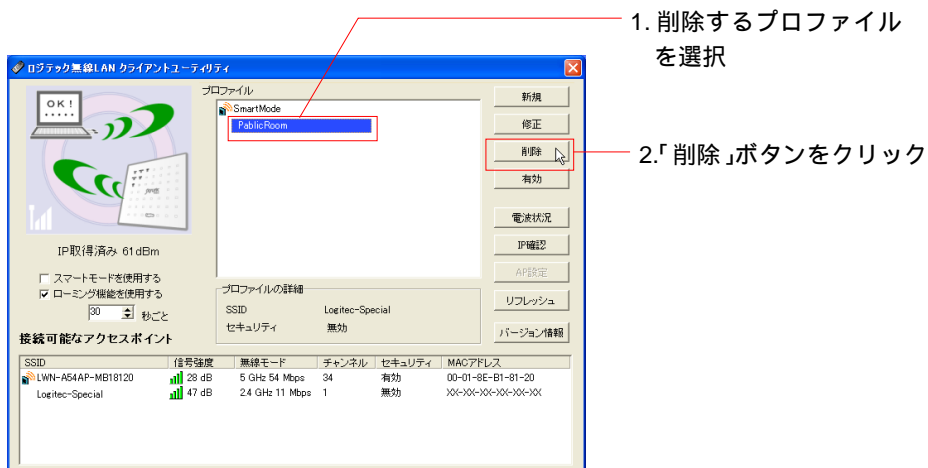 1. 削除するプロファイル
を選択
ロジテック無線LAN クライアントユーティリティ
OK!
プロファイル
SmartMode
PablicRoom
新規
修正
削除
有効
2.「削除」ボタンをクリック
電波状況
IP確認
AP設定
リフレッシュ
バージョン情報
IP取得済み 61dBm
スマートモードを使用する
ローミング機能を使用する
30 秒ごと
プロファイルの詳細
SSID Logitec-Special
セキュリティ 無効
接続可能なアクセスポイント
SSID 信号強度 無線モード チャンネル セキュリティ MACアドレス
LWN-A54AP-MB18120 28 dB 5 GHz 54 Mbps 34 有効 00-01-8E-B1-81-20
Logitec-Special 47 dB 2.4 GHz 11 Mbps 1 無効 XX-XX-XX-XX-XX-XX